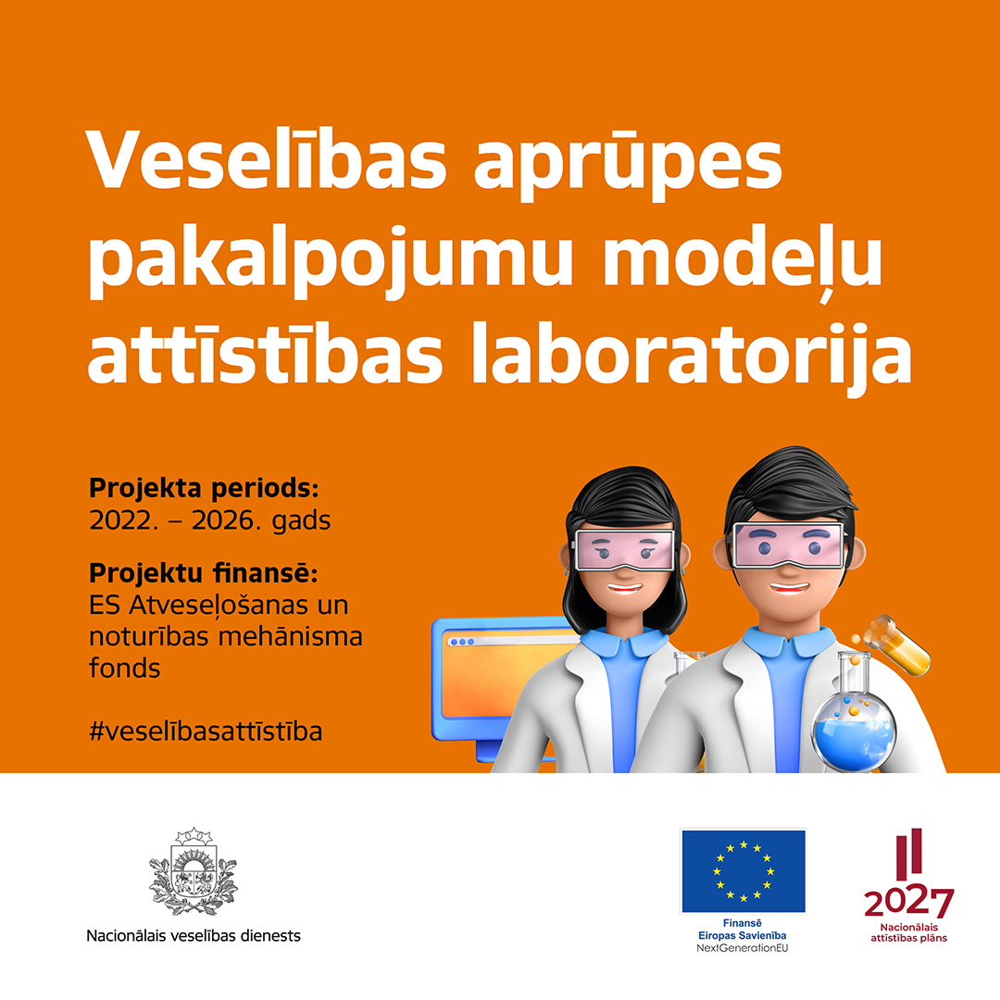 Veselības aprūpes
pakalpojumu modeļu
attīstības laboratorija
Projekta periods:
2022. – 2026. gads
Projektu finansē:
ES Atveseļošanas un
noturības mehānisma
fonds
#veselībasattīstība
Nacionālais veselības dienests
Finansē
Eiropas Savienība
NextGenerationEU
2027
Nacionālais
attīstības plāns